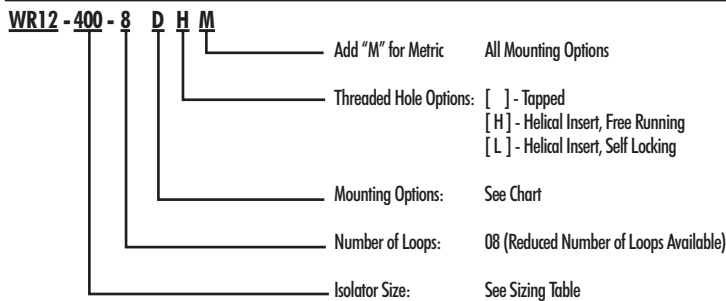 WR12 - 400 - 8 D H M
Add “M” for Metric All Mounting Options
Threaded Hole Options: [ ] - Tapped
[ H ] - Helical Insert, Free Running
[ L ] - Helical Insert, Self Locking
Mounting Options: See Chart
Number of Loops: 08 (Reduced Number of Loops Available)
Isolator Size: See Sizing Table